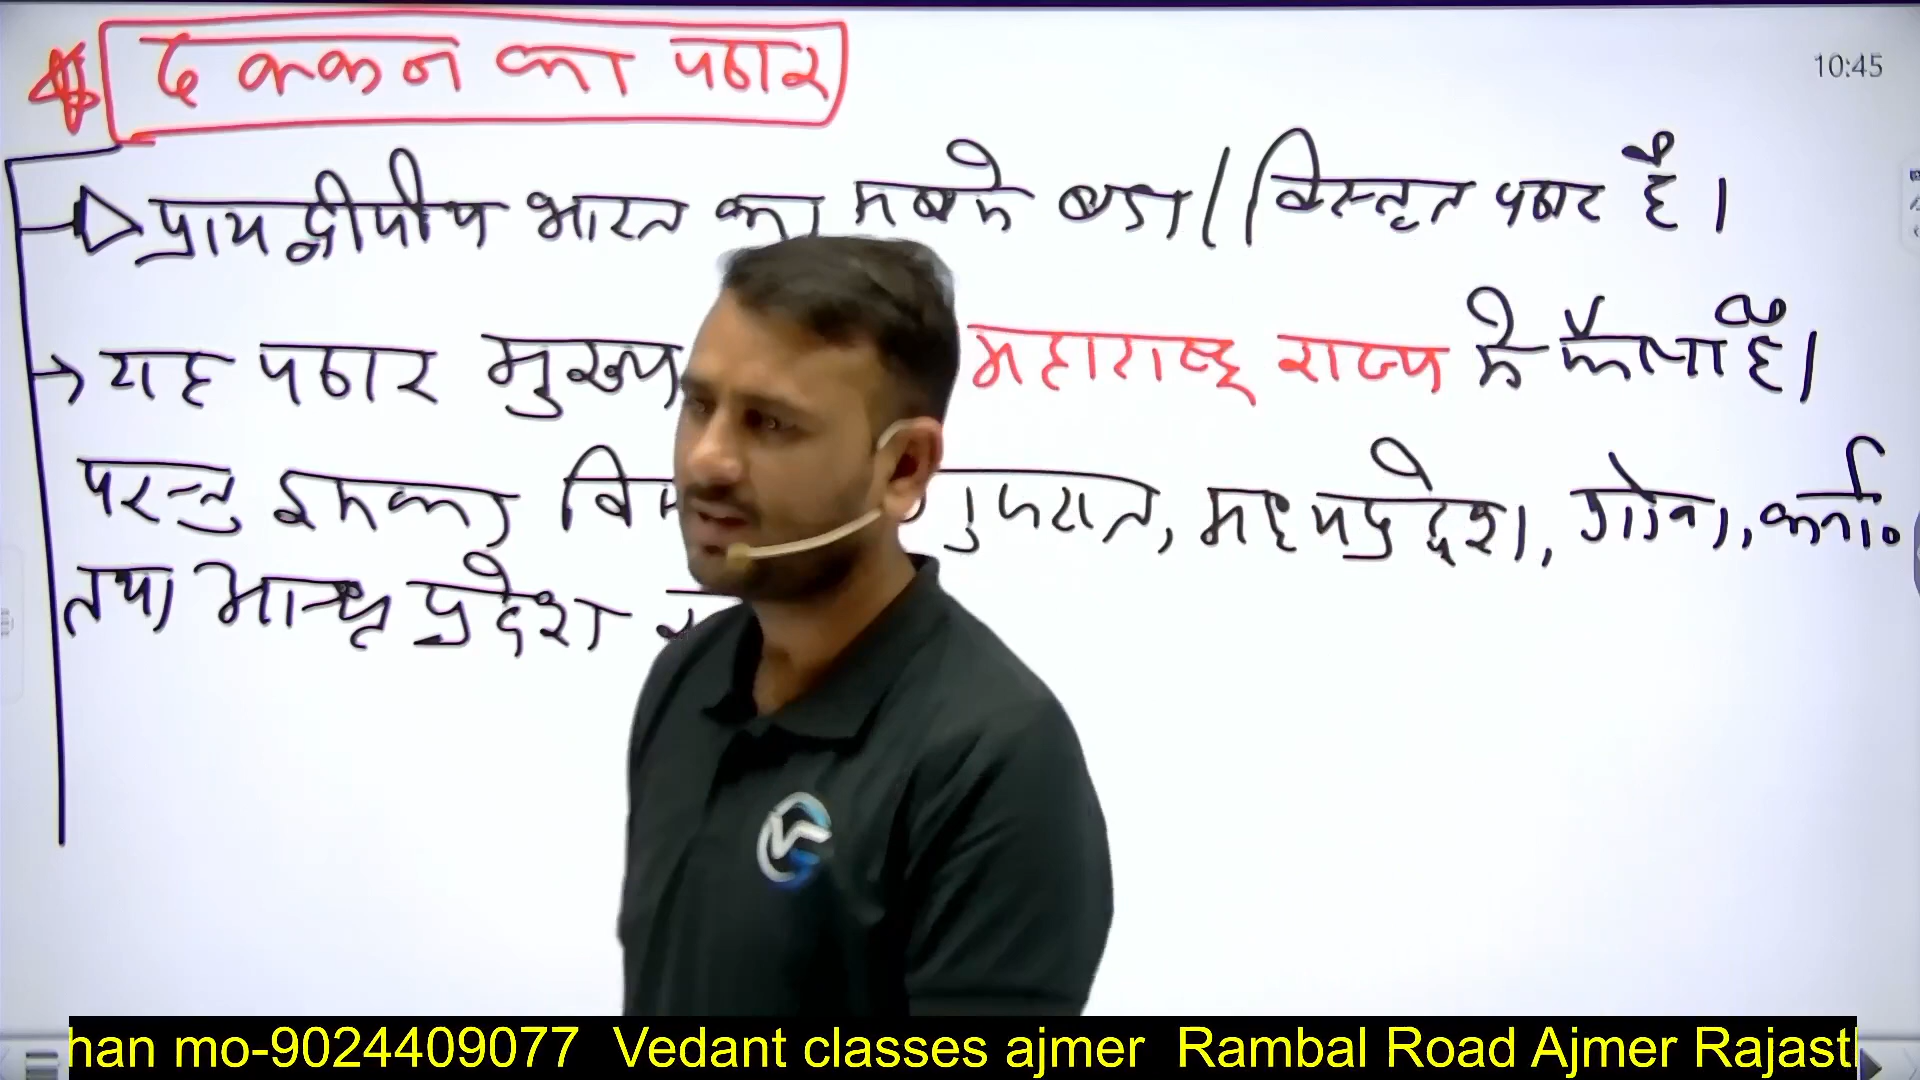 दक्कन का पठार
10:45
प्रायद्वीपीय भारत का सबसे बडा / विस्तृत पठार है।
यह पठार मुख्य महाराष्ट्र राज्य में फैला है।
परन्तु इसका गुजरात, मध्यप्रदेश, गोवा, कर्ना॰
तथा आन्ध्र प्रदेश
han mo-9024409077 Vedant classes ajmer Rambal Road Ajmer Rajast